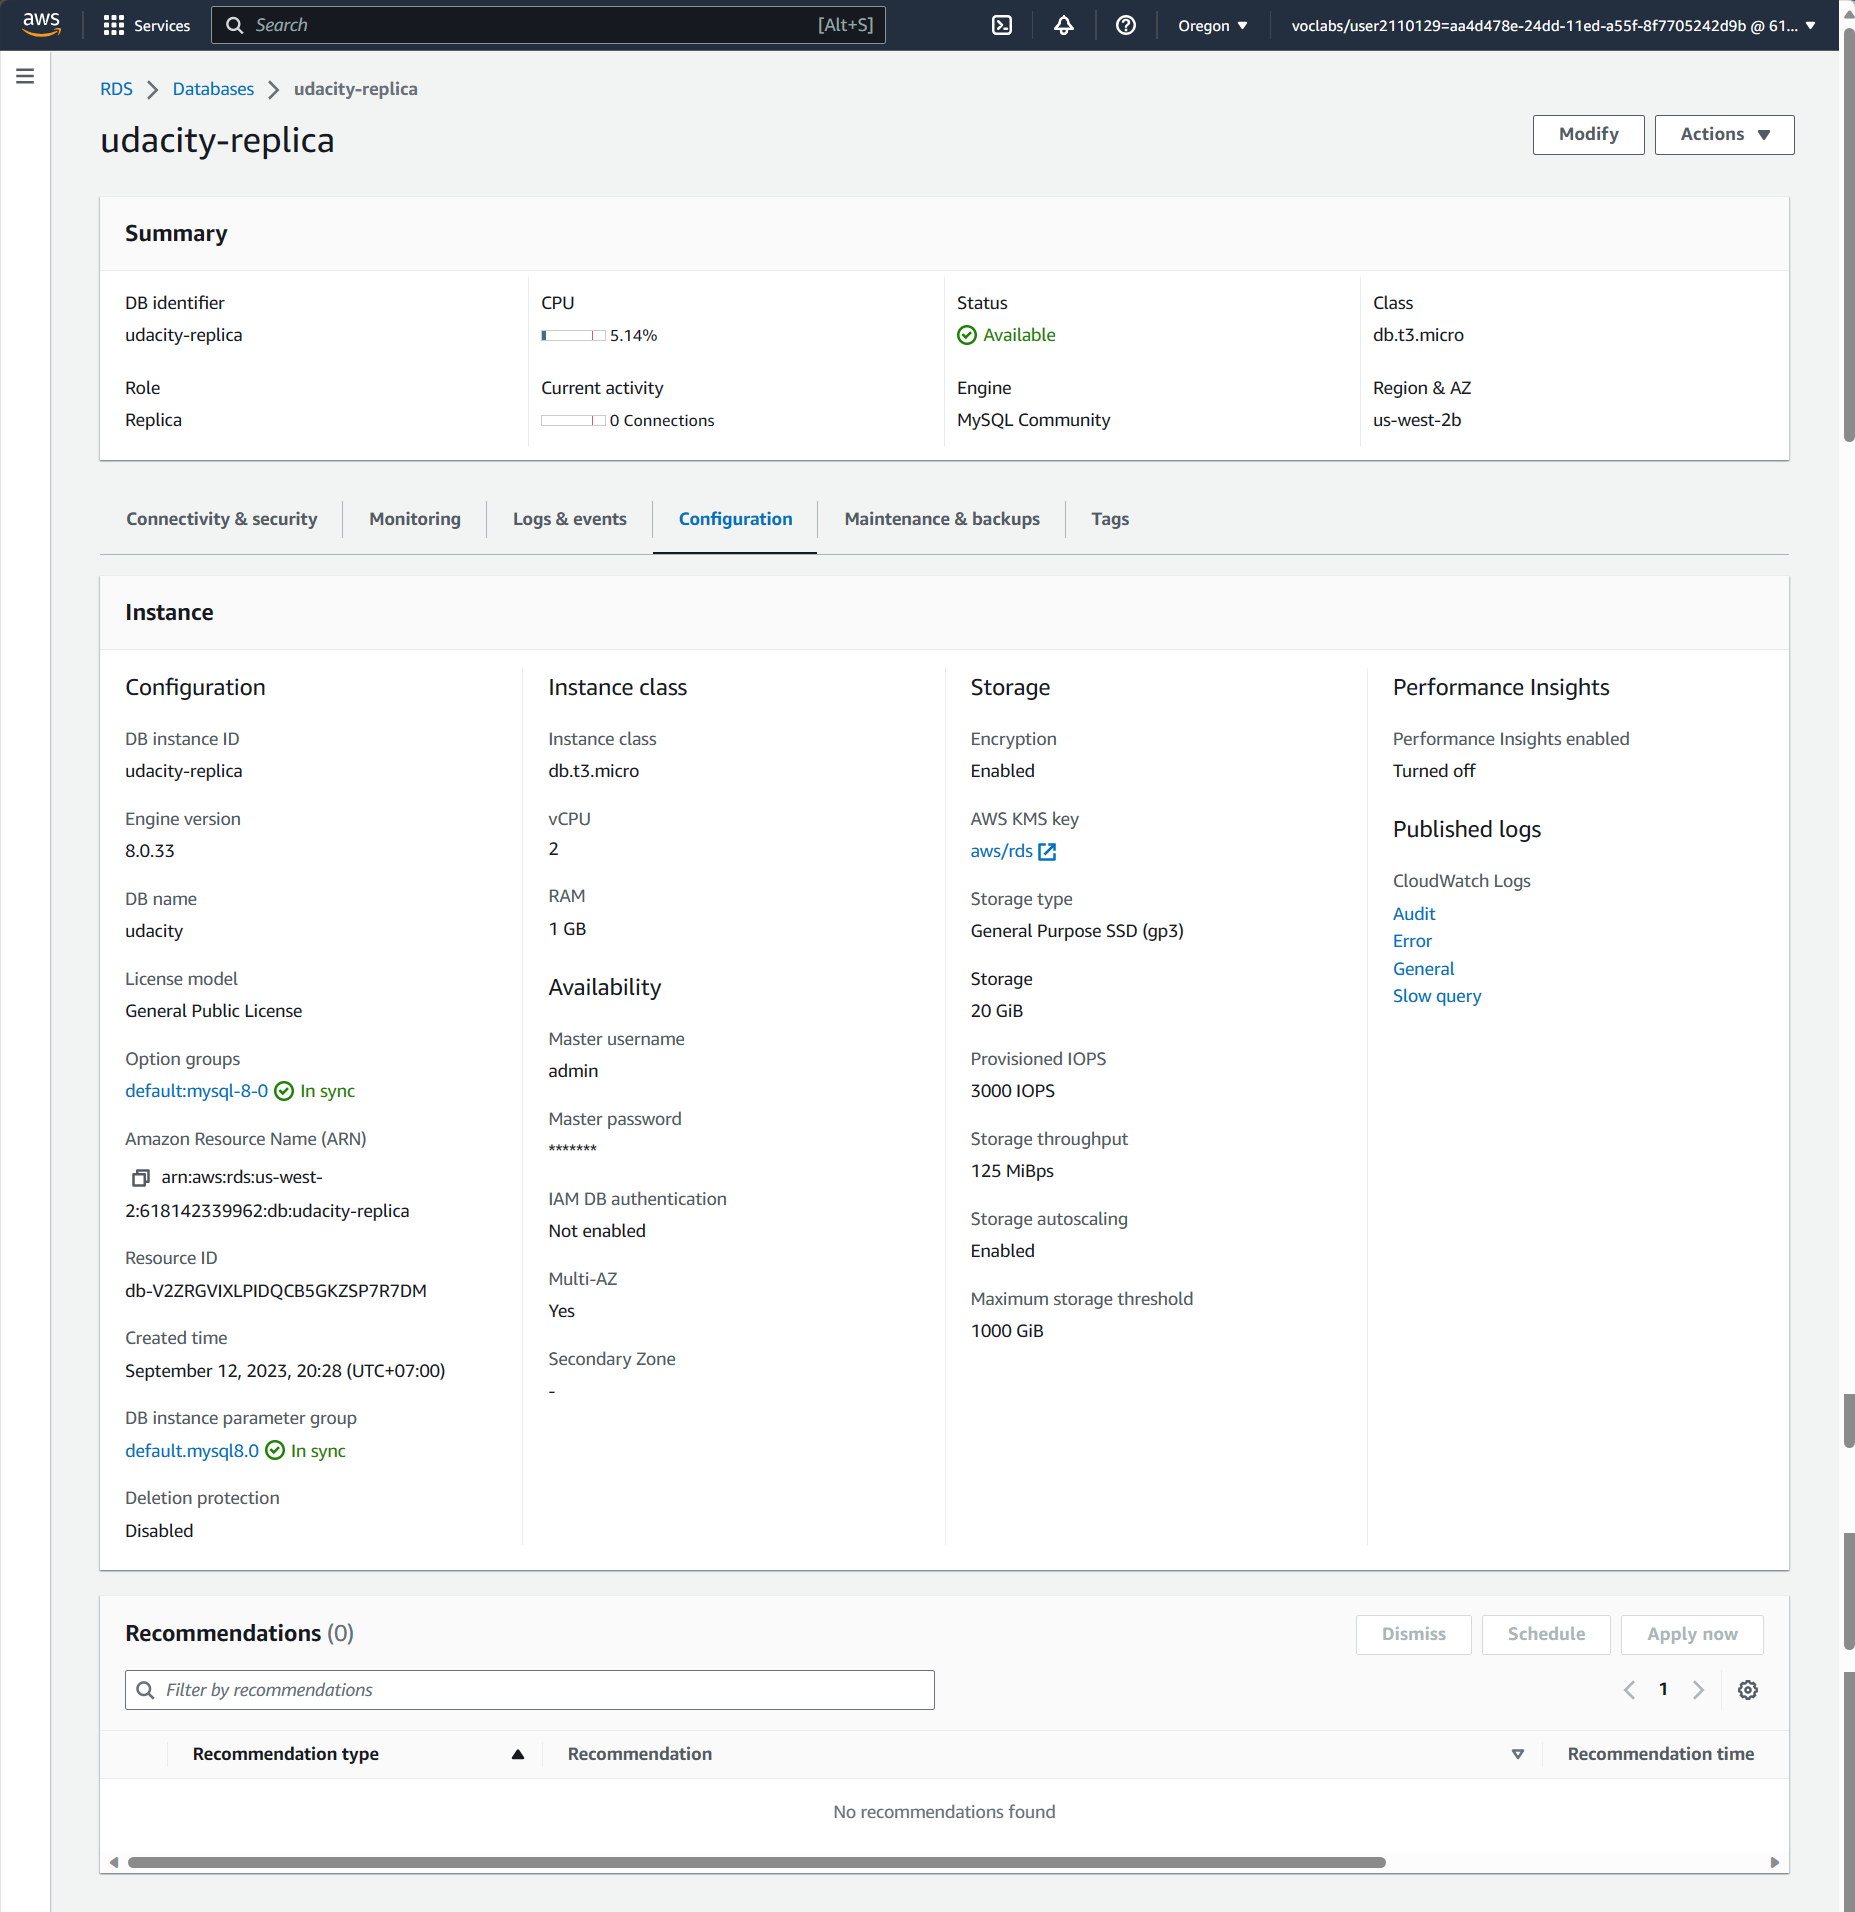 aws
Services
Search
[Alt+S]
Oregon
voclabs/user2110129=aa4d478e-24dd-11ed-a55f-8f7705242d9b @ 61...
RDS
Databases
udacity-replica
udacity-replica
Modify
Actions
Summary
DB identifier
udacity-replica
Role
Replica
CPU
5.14%
Current activity
0 Connections
Status
Available
Engine
MySQL Community
Class
db.t3.micro
Region & AZ
us-west-2b
Connectivity & security
Monitoring
Logs & events
Configuration
Maintenance & backups
Tags
Instance
Configuration
DB instance ID
udacity-replica
Engine version
8.0.33
DB name
udacity
License model
General Public License
Option groups
default:mysql-8-0
In sync
Amazon Resource Name (ARN)
arn:aws:rds:us-west-
2:618142339962:db:udacity-replica
Resource ID
db-V2ZRGVIXLPIDQCB5GKZSP7R7DM
Created time
September 12, 2023, 20:28 (UTC+07:00)
DB instance parameter group
default.mysql8.0
In sync
Deletion protection
Disabled
Instance class
Instance class
db.t3.micro
vCPU
2
RAM
1 GB
Availability
Master username
admin
Master password
*******
IAM DB authentication
Not enabled
Multi-AZ
Yes
Secondary Zone
-
Storage
Encryption
Enabled
AWS KMS key
aws/rds
Storage type
General Purpose SSD (gp3)
Storage
20 GiB
Provisioned IOPS
3000 IOPS
Storage throughput
125 MiBps
Storage autoscaling
Enabled
Maximum storage threshold
1000 GiB
Performance Insights
Performance Insights enabled
Turned off
Published logs
CloudWatch Logs
Audit
Error
General
Slow query
Recommendations (0)
Dismiss
Schedule
Apply now
Filter by recommendations
1
Recommendation type
Recommendation
Recommendation time
No recommendations found